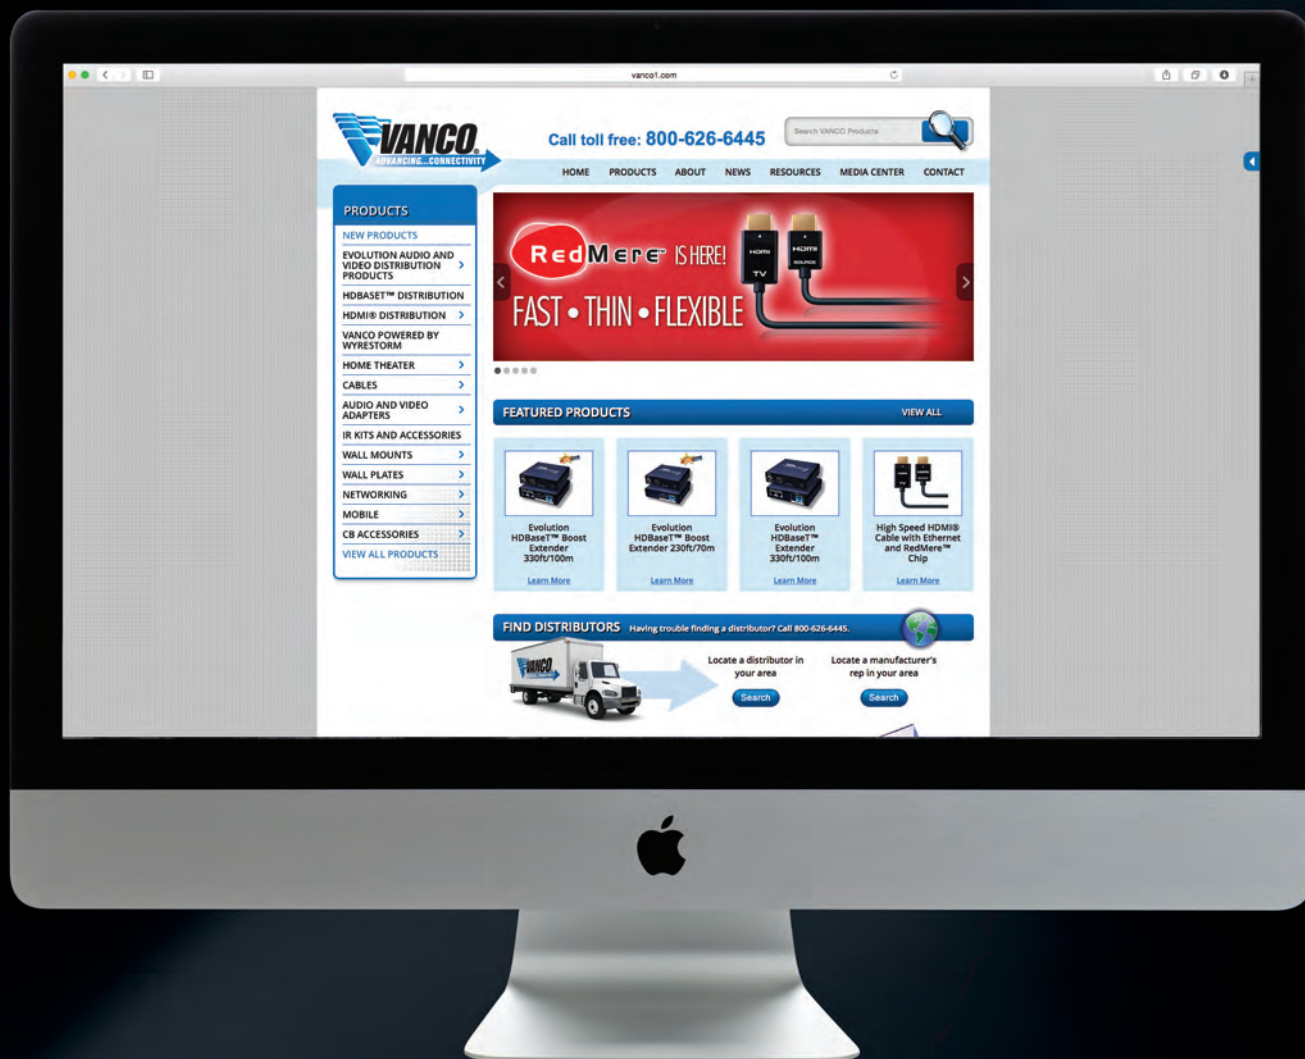 vanco1.com
VANCO®
ADVANCING...CONNECTIVITY
Call toll free: 800-626-6445
Search VANCO Products
HOME PRODUCTS ABOUT NEWS RESOURCES MEDIA CENTER CONTACT
PRODUCTS
NEW PRODUCTS
EVOLUTION AUDIO AND
VIDEO DISTRIBUTION
PRODUCTS
HDBASET™ DISTRIBUTION
HDMI® DISTRIBUTION
VANCO POWERED BY
WYRESTORM
HOME THEATER
CABLES
AUDIO AND VIDEO
ADAPTERS
IR KITS AND ACCESSORIES
WALL MOUNTS
WALL PLATES
NETWORKING
MOBILE
CB ACCESSORIES
VIEW ALL PRODUCTS
RedMere™ IS HERE!
FAST • THIN • FLEXIBLE
HDMI
TV
HDMI
SOURCE
FEATURED PRODUCTS VIEW ALL
Evolution
HDBaseT™ Boost
Extender
330ft/100m
Learn More
Evolution
HDBaseT™ Boost
Extender 230ft/70m
Learn More
Evolution
HDBaseT™
Extender
330ft/100m
Learn More
High Speed HDMI®
Cable with Ethernet
and RedMere™
Chip
Learn More
FIND DISTRIBUTORS Having trouble finding a distributor? Call 800-626-6445.
VANCO
Locate a distributor in
your area
Search
Locate a manufacturer's
rep in your area
Search